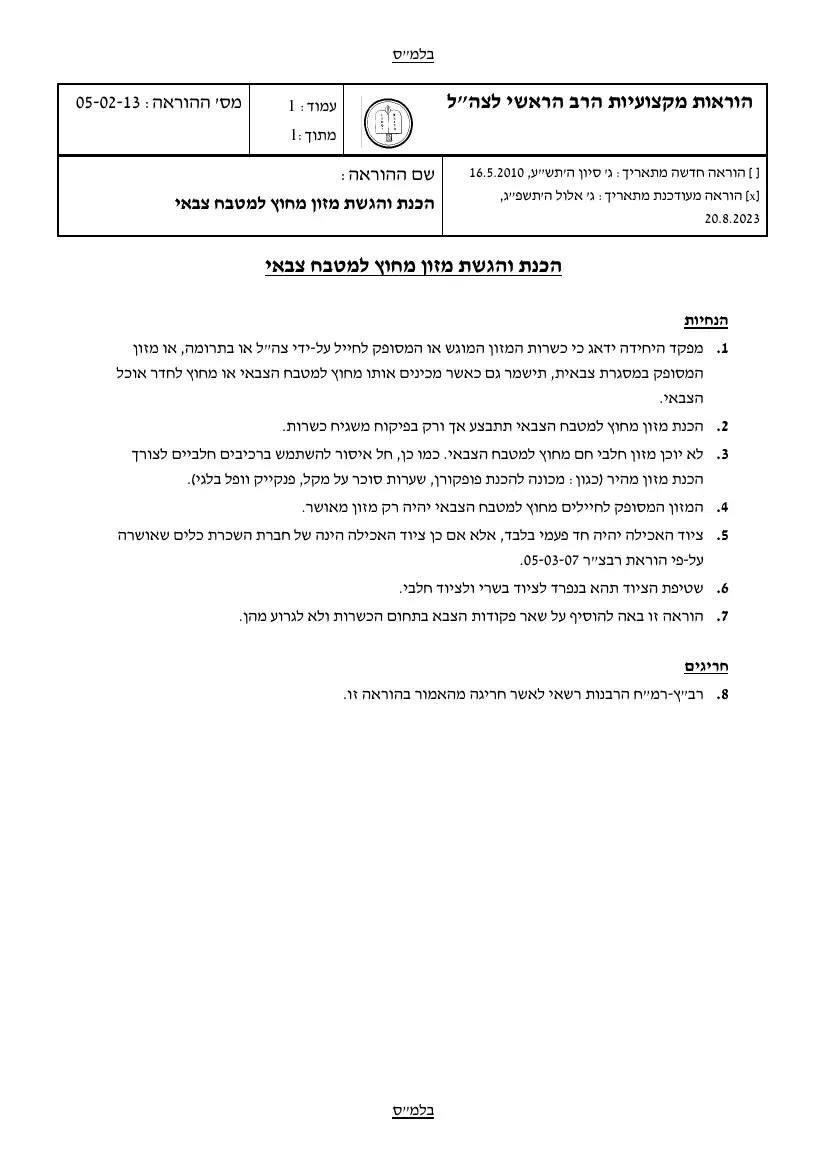 בלמ״ס
הוראות מקצועיות הרב הראשי לצה״ל
עמוד: 1
מתוך: 1
מס׳ ההוראה: 05-02-13
[ ] הוראה חדשה מתאריך: ג׳ סיון ה׳תש״ע, 16.5.2010
[x] הוראה מעודכנת מתאריך: ג׳ אלול ה׳תשפ״ג,
20.8.2023
שם ההוראה:
הכנת והגשת מזון מחוץ למטבח צבאי
הכנת והגשת מזון מחוץ למטבח צבאי
הנחיות
1. מפקד היחידה ידאג כי כשרות המזון המוגש או המסופק לחייל על-ידי צה״ל או בתרומה, או מזון
המסופק במסגרת צבאית, תישמר גם כאשר מכינים אותו מחוץ למטבח הצבאי או מחוץ לחדר אוכל
הצבאי.
2. הכנת מזון מחוץ למטבח הצבאי תתבצע אך ורק בפיקוח משגיח כשרות.
3. לא יוכן מזון חלבי חם מחוץ למטבח הצבאי. כמו כן, חל איסור להשתמש ברכיבים חלביים לצורך
הכנת מזון מהיר (כגון: מכונה להכנת פופקורן, שערות סוכר על מקל, פנקייק וופל בלגי).
4. המזון המסופק לחיילים מחוץ למטבח הצבאי יהיה רק מזון מאושר.
5. ציוד האכילה יהיה חד פעמי בלבד, אלא אם כן ציוד האכילה הינה של חברת השכרת כלים שאושרה
על-פי הוראת רבצ״ר 05-03-07.
6. שטיפת הציוד תהא בנפרד לציוד בשרי ולציוד חלבי.
7. הוראה זו באה להוסיף על שאר פקודות הצבא בתחום הכשרות ולא לגרוע מהן.
חריגים
8. רב״ץ-רמ״ח הרבנות רשאי לאשר חריגה מהאמור בהוראה זו.
בלמ״ס